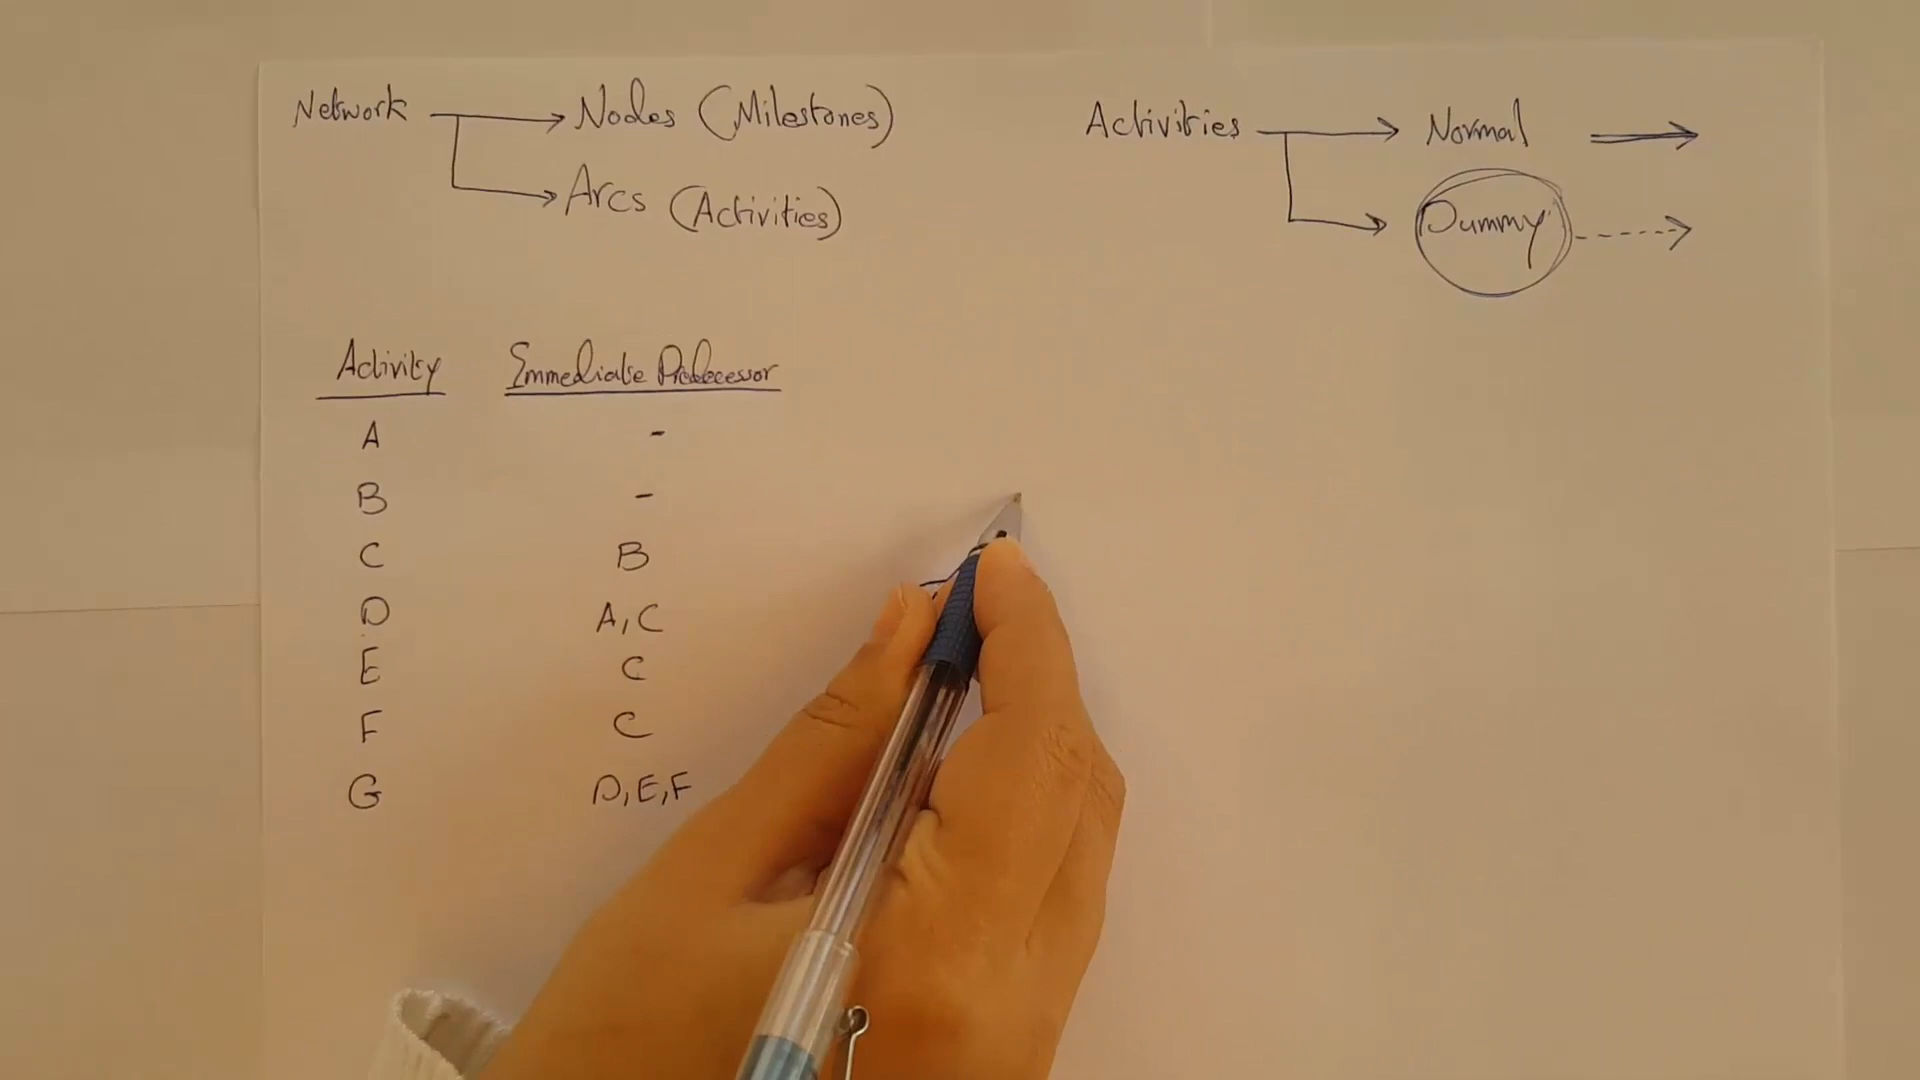 Network → Nodes (Milestones)
→ Arcs (Activities)
Activities → Normal
→ Dummy
Activity Immediate Predecessor
A -
B -
C B
D A,C
E C
F C
G D,E,F